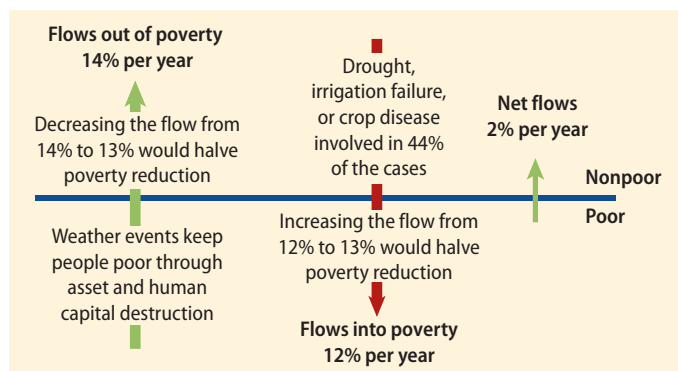 Flows out of poverty
14% per year
Decreasing the flow from
14% to 13% would halve
poverty reduction
Weather events keep
people poor through
asset and human
capital destruction
Drought,
irrigation failure,
or crop disease
involved in 44%
of the cases
Increasing the flow from
12% to 13% would halve
poverty reduction
Flows into poverty
12% per year
Net flows
2% per year
Nonpoor
Poor